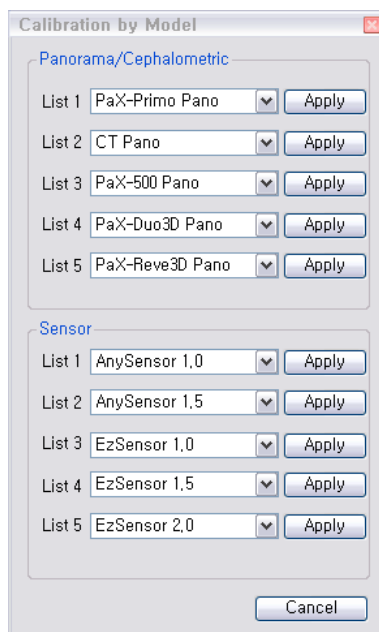 Calibration by Model
Panorama/Cephalometric
List 1 PaX-Primo Pano Apply
List 2 CT Pano Apply
List 3 PaX-500 Pano Apply
List 4 PaX-Duo3D Pano Apply
List 5 PaX-Reve3D Pano Apply
Sensor
List 1 AnySensor 1.0 Apply
List 2 AnySensor 1.5 Apply
List 3 EzSensor 1.0 Apply
List 4 EzSensor 1.5 Apply
List 5 EzSensor 2.0 Apply
Cancel